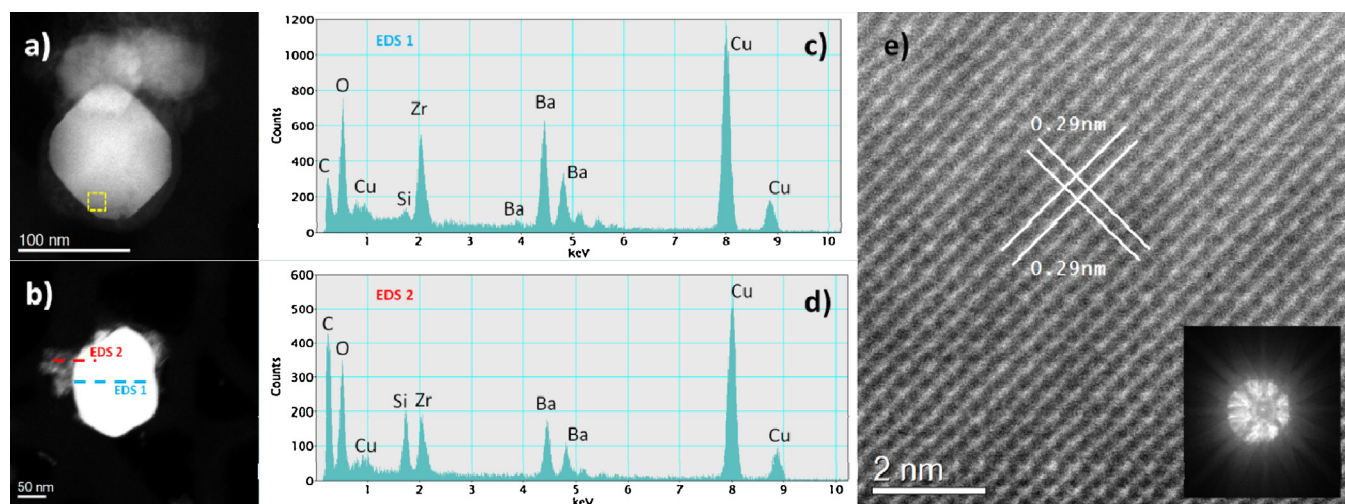 a)
100 nm
b)
EDS 2
EDS 1
50 nm
EDS 1
c)
1200
1000
800
600
400
200
0
Counts
C
O
Cu
Si
Zr
Ba
Ba
Ba
Cu
Cu
1 2 3 4 5 6 7 8 9 10
keV
EDS 2
d)
600
500
400
300
200
100
0
Counts
C
O
Cu
Si
Zr
Ba
Ba
Cu
Cu
1 2 3 4 5 6 7 8 9 10
keV
e)
0.29nm
0.29nm
2 nm